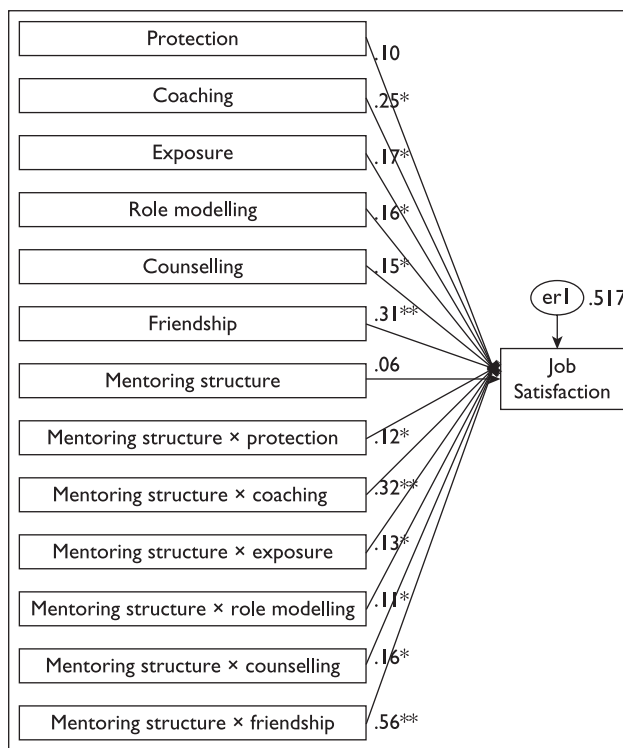 Protection
.10
Coaching
.25*
Exposure
.17*
Role modelling
.16*
Counselling
.15*
Friendship
.31**
Mentoring structure
.06
Mentoring structure × protection
.12*
Mentoring structure × coaching
.32**
Mentoring structure × exposure
.13*
Mentoring structure × role modelling
.11*
Mentoring structure × counselling
.16*
Mentoring structure × friendship
.56**
er1
.517
Job
Satisfaction